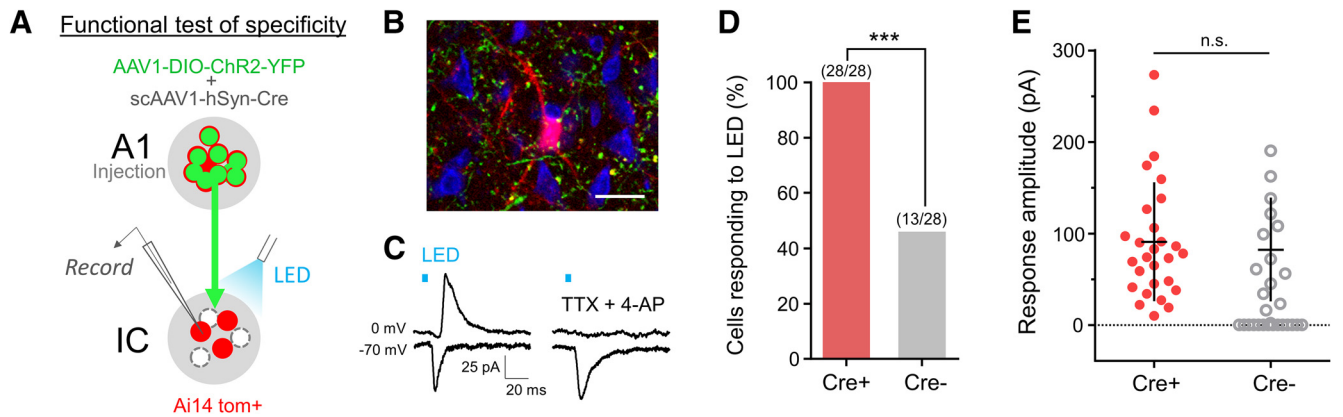 A
Functional test of specificity
AAV1-DIO-ChR2-YFP
+
scAAV1-hSyn-Cre
A1
Injection
Record
LED
IC
Ai14 tom+
B
C
LED
TTX + 4-AP
0 mV
-70 mV
25 pA
20 ms
D
***
(28/28)
(13/28)
Cells responding to LED (%)
100
80
60
40
20
0
Cre+
Cre-
E
n.s.
Response amplitude (pA)
300
200
100
0
Cre+
Cre-